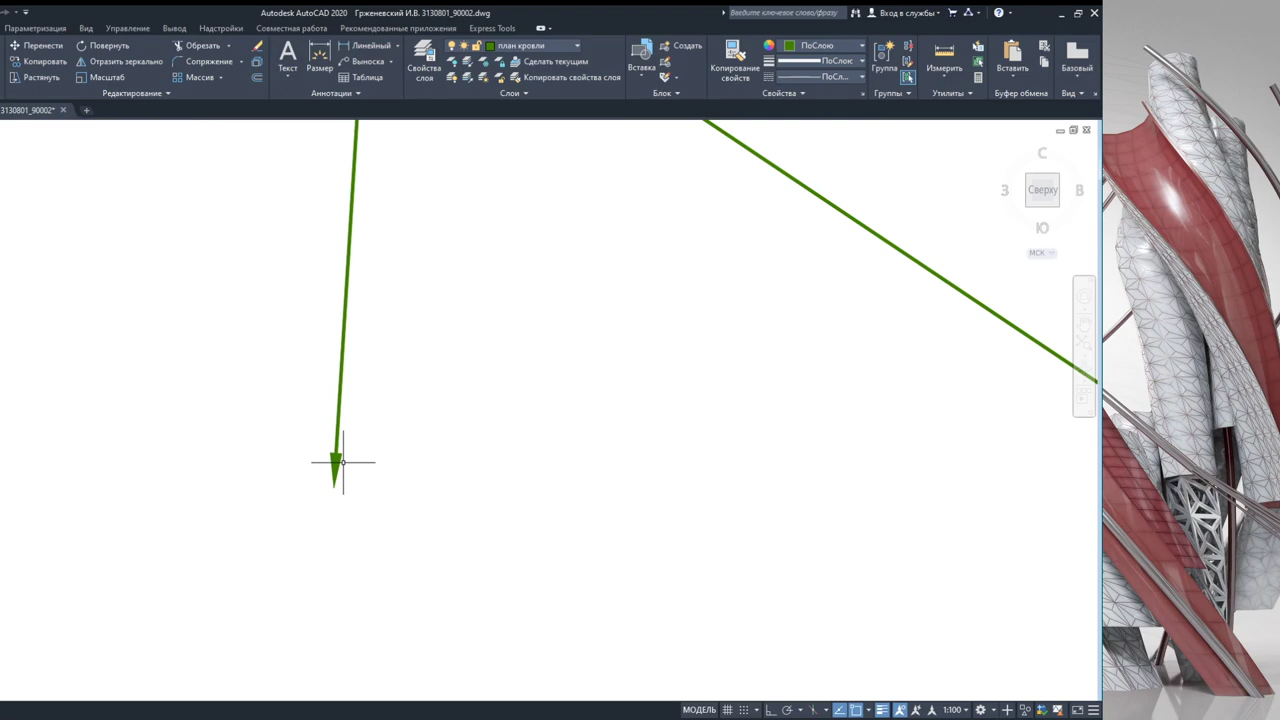 Autodesk AutoCAD 2020 Грженевский И.В. 3130801_90002.dwg
Введите ключевое слово/фразу
Вход в службы
Параметризация Вид Управление Вывод Надстройки Совместная работа Рекомендованные приложения Express Tools
Перенести Повернуть Обрезать
Копировать Отразить зеркально Сопряжение
Растянуть Масштаб Массив
Редактирование
Текст
Размер
Линейный
Выноска
Таблица
Аннотации
Свойства слоя
план кровли
Сделать текущим
Копировать свойства слоя
Слои
Вставка
Создать
Блок
Копирование свойств
ПоСлою
ПоСлою
ПоСл...
Свойства
Группа
Группы
Измерить
Утилиты
Вставить
Буфер обмена
Базовый
Вид
3130801_90002*
С
З Сверху В
Ю
МСК
МОДЕЛЬ 1:100